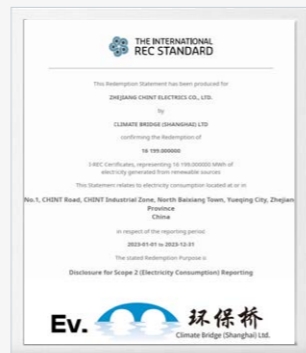 THE INTERNATIONAL
REC STANDARD
This Redemption Statement has been produced for
ZHEJIANG CHINT ELECTRICS CO., LTD.
by
CLIMATE BRIDGE (SHANGHAI) LTD
confirming the Redemption of
16 199.000000
I-REC Certificates, representing 16 199.000000 MWh of
electricity generated from renewable sources
This Statement relates to electricity consumption located at or in
No.1, CHINT Road, CHINT Industrial Zone, North Baixiang Town, Yueqing City, Zhejian
Province
China
in respect of the reporting period
2023-01-01 to 2023-12-31
The stated Redemption Purpose is
Disclosure for Scope 2 (Electricity Consumption) Reporting
Ev.
环保桥
Climate Bridge (Shanghai) Ltd.